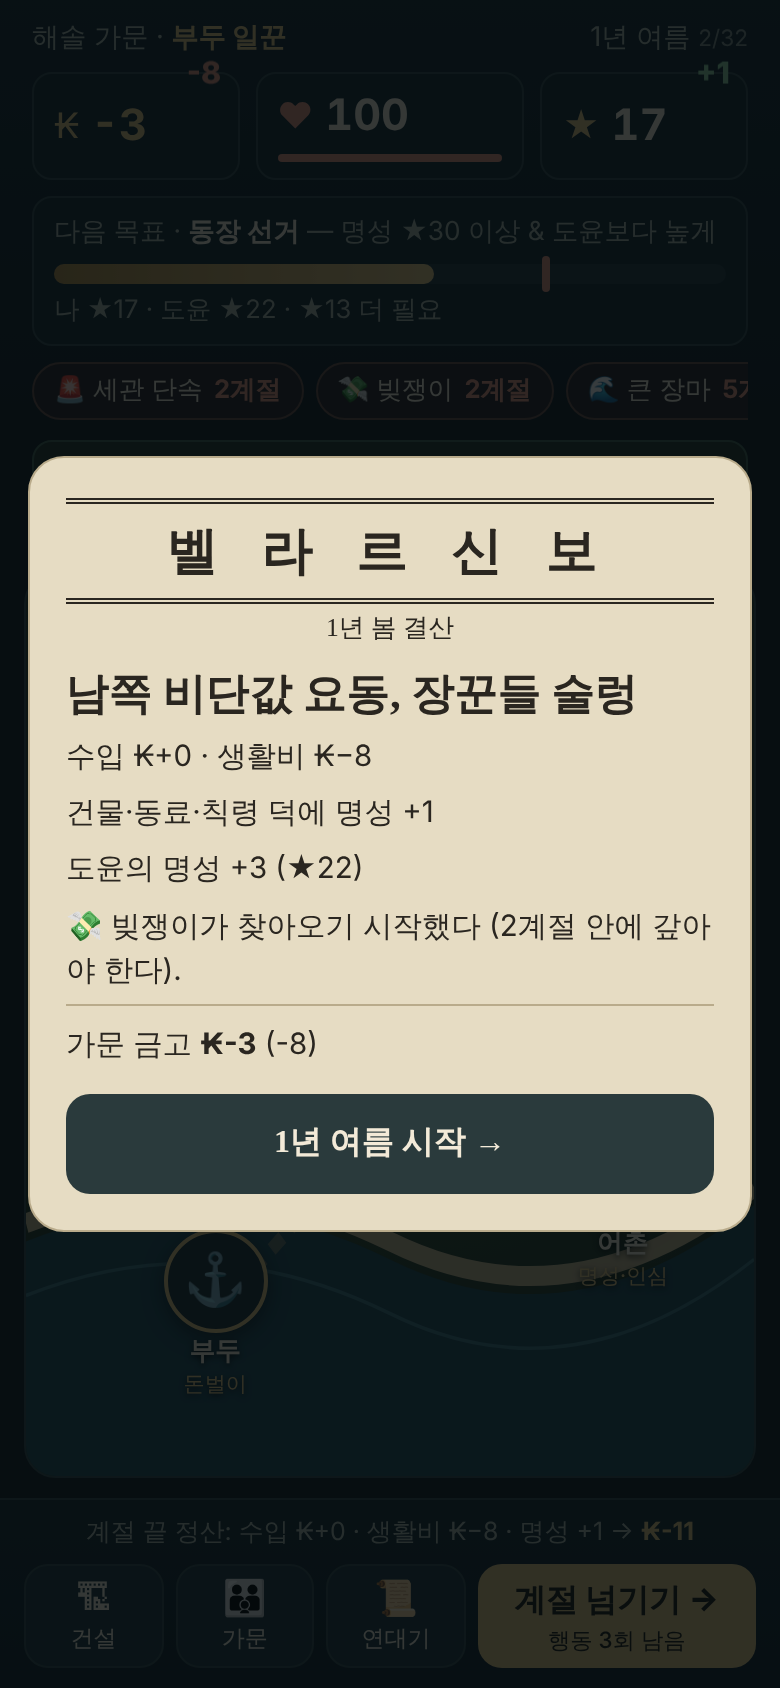 해솔 가문 · 부두 일꾼
1년 여름 2/32
-8
+1
₭ -3
100
★ 17
다음 목표 · 동장 선거 — 명성 ★30 이상 & 도윤보다 높게
나 ★17 · 도윤 ★22 · ★13 더 필요
🚨 세관 단속 2계절
💸 빚쟁이 2계절
🌊 큰 장마 5
벨라르신보
1년 봄 결산
남쪽 비단값 요동, 장꾼들 술렁
수입 ₭+0 · 생활비 ₭−8
건물·동료·칙령 덕에 명성 +1
도윤의 명성 +3 (★22)
💸 빚쟁이가 찾아오기 시작했다 (2계절 안에 갚아
야 한다).
가문 금고 ₭-3 (-8)
1년 여름 시작 →
어촌
명성·인심
부두
돈벌이
계절 끝 정산: 수입 ₭+0 · 생활비 ₭−8 · 명성 +1 → ₭-11
건설
가문
연대기
계절 넘기기 →
행동 3회 남음